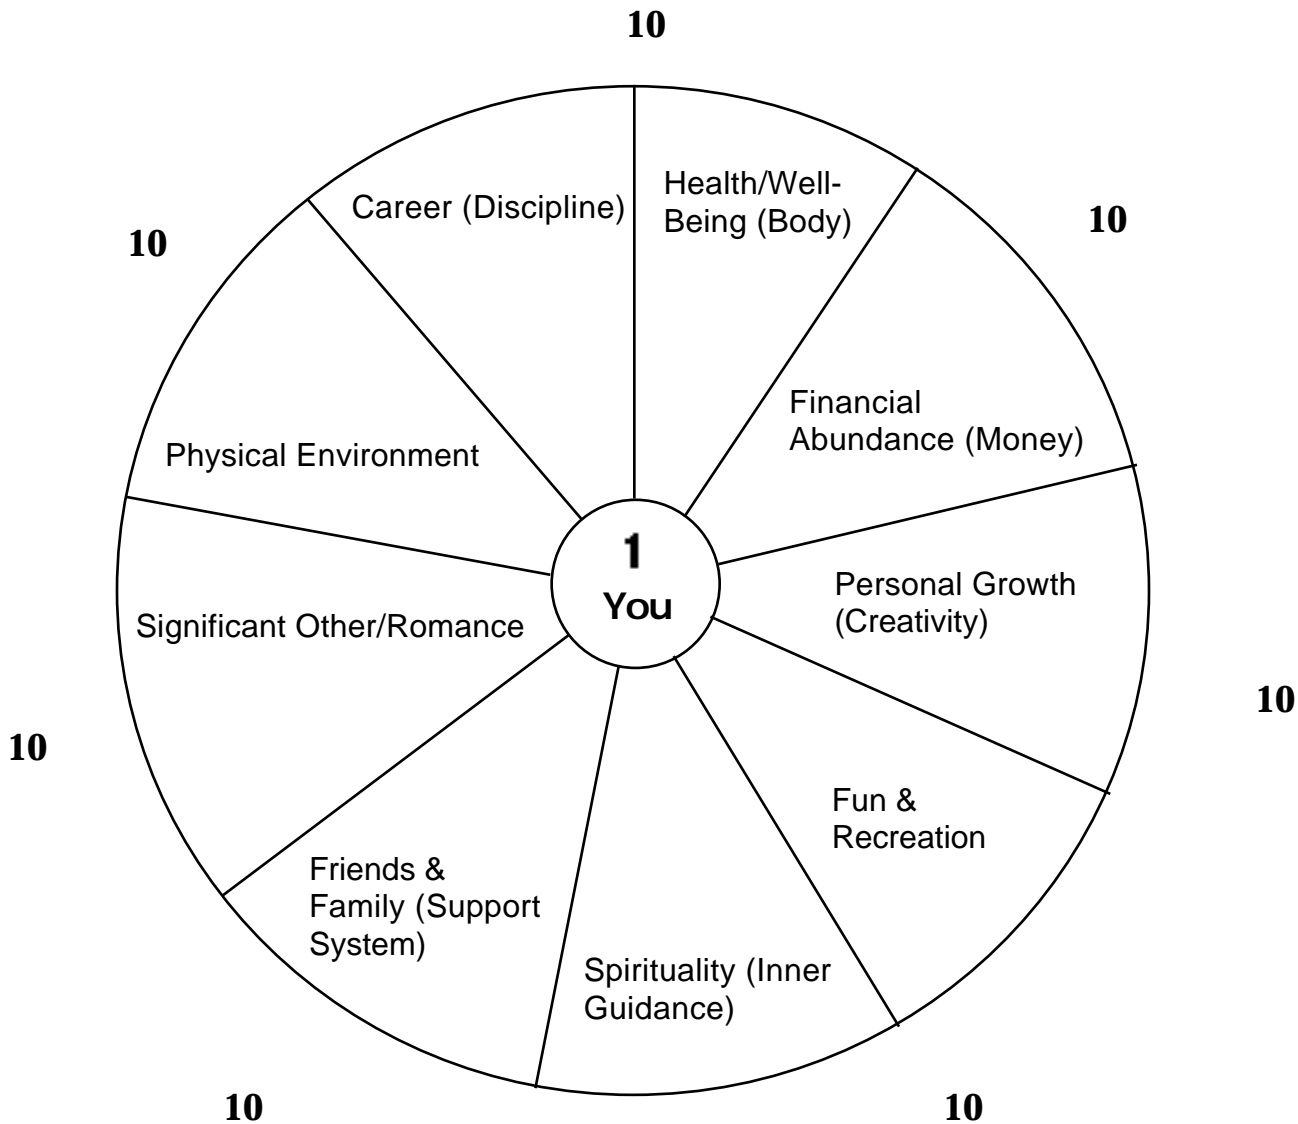 10
Career (Discipline)
Health/Well-
Being (Body)
10
10
Financial
Abundance (Money)
Physical Environment
1
You
Personal Growth
(Creativity)
Significant Other/Romance
10
10
Fun &
Recreation
Friends &
Family (Support
System)
Spirituality (Inner
Guidance)
10
10